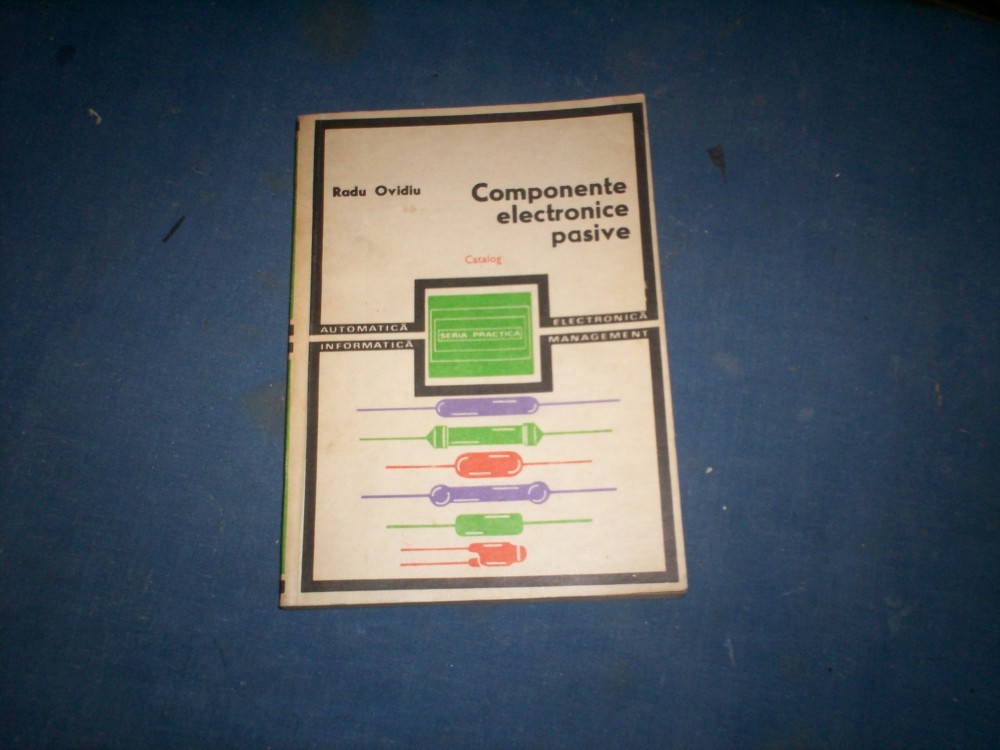 Radu Ovidiu
Componente
electronice
pasive
Catalog
AUTOMATICĂ
ELECTRONICĂ
SERIA PRACTICĂ
INFORMATICĂ
MANAGEMENT